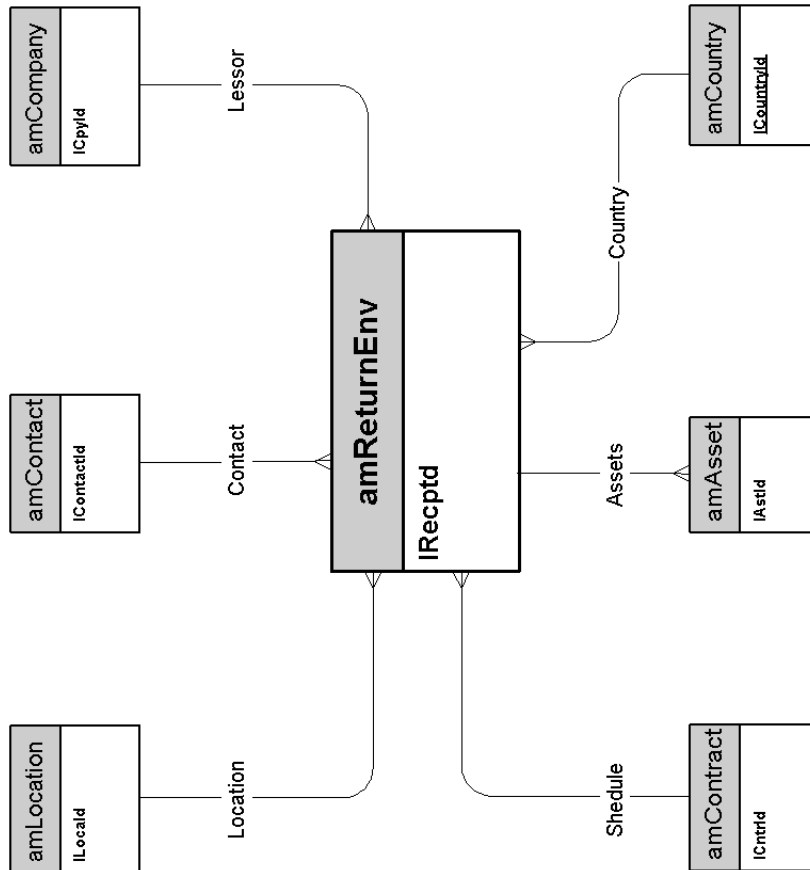 amLocation
lLocaId
amContact
lContactId
amCompany
lCpyId
Location
Contact
Lessor
amReturnEnv
lRecptd
Shedule
Assets
Country
amContract
lCntrId
amAsset
lAstId
amCountry
lCountryId